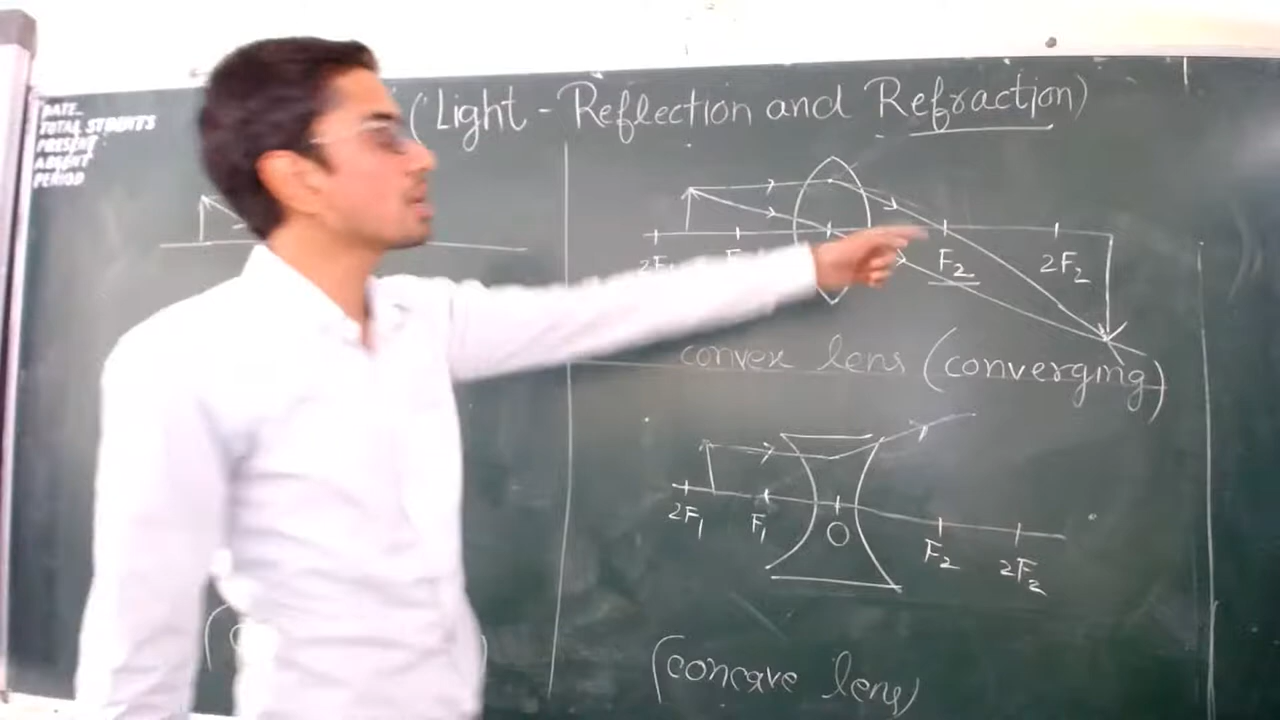 DATE
TOTAL STUDENTS
PRESENT
ABSENT
PERIOD
(Light - Reflection and Refraction)
2F₁ F₂ 2F₂
convex lens (converging)
2F₁ F₁ O F₂ 2F₂
(concave lens)